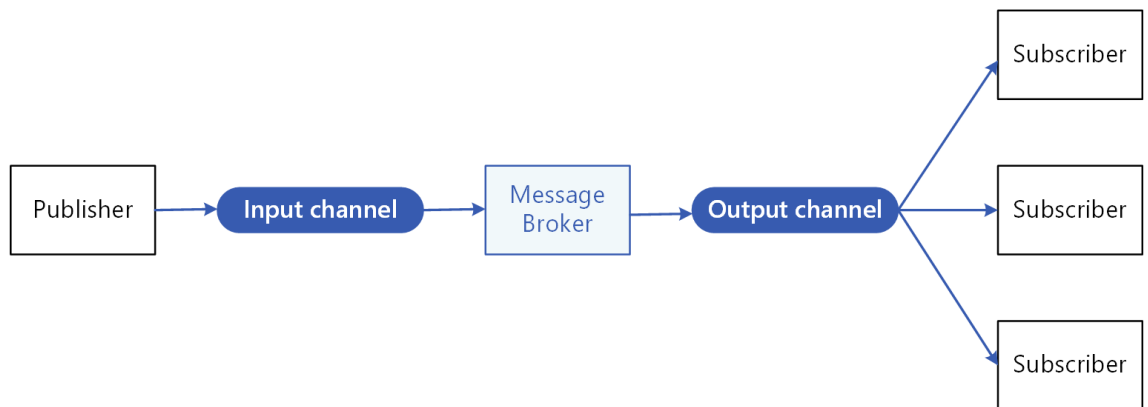 Subscriber
Publisher
Input channel
Message
Broker
Output channel
Subscriber
Subscriber